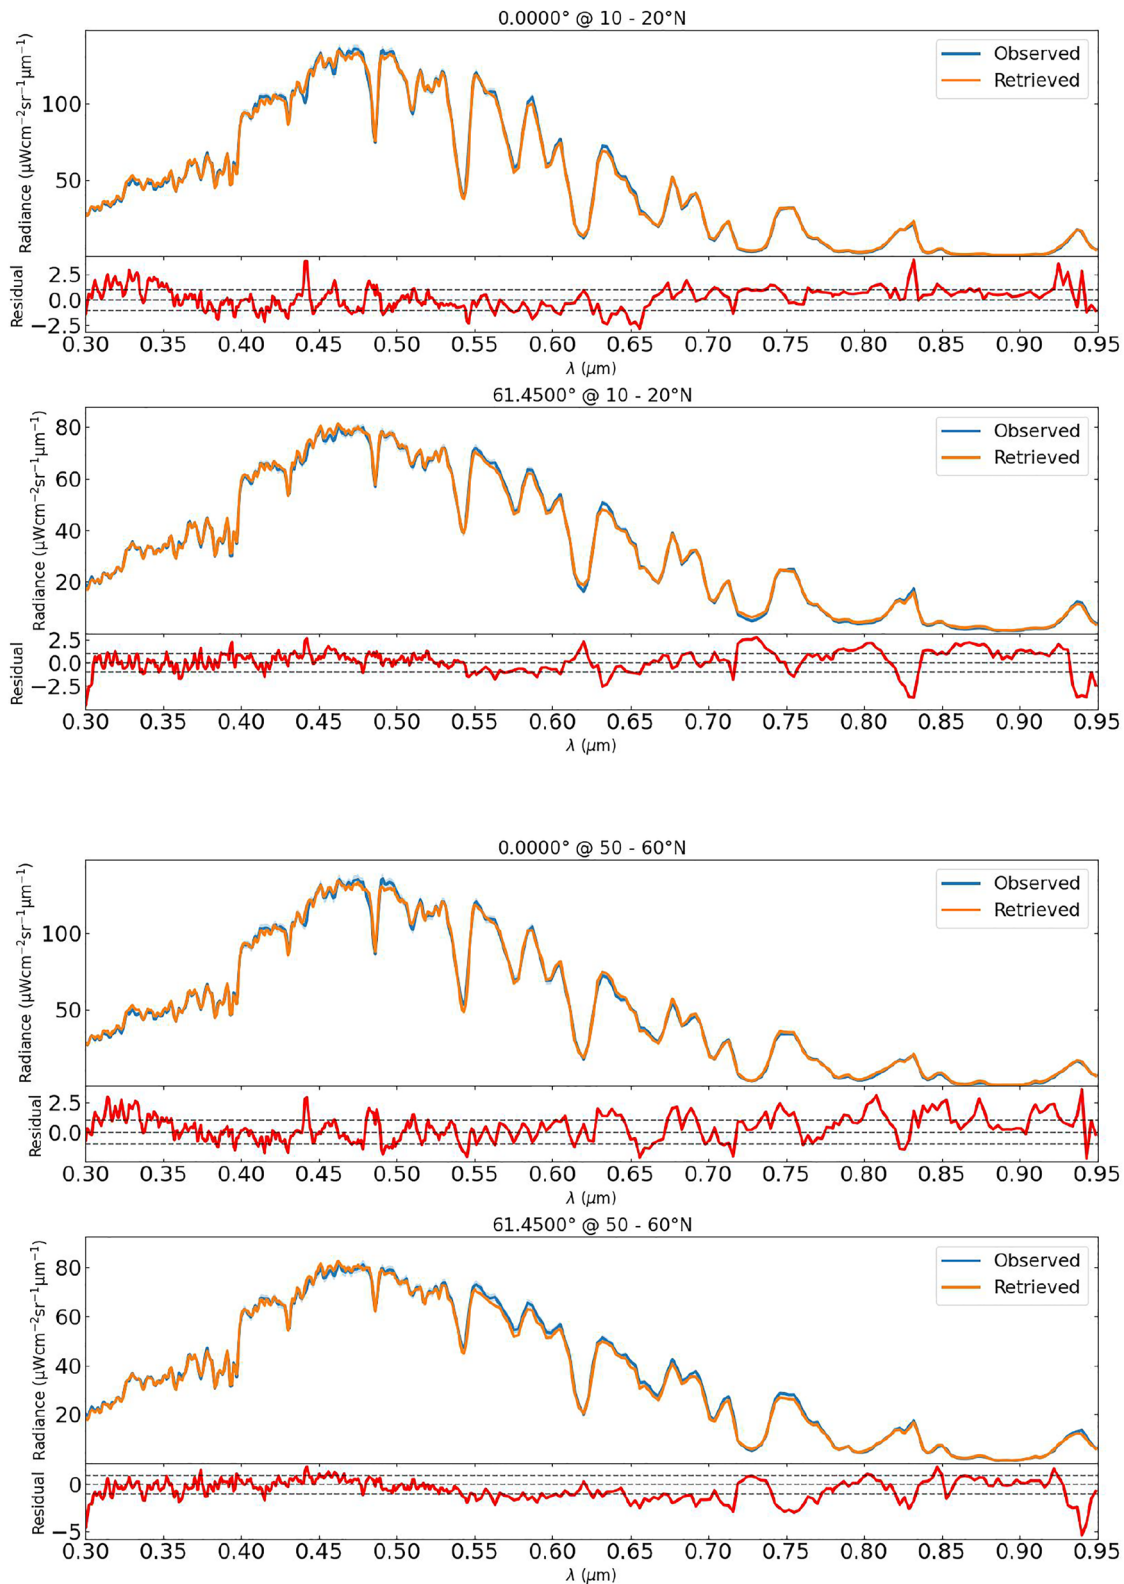 0.0000° @ 10 - 20°N
Radiance (μWcm⁻²sr⁻¹μm⁻¹)
100
50
Observed
Retrieved
Residual
2.5
0.0
−2.5
0.30 0.35 0.40 0.45 0.50 0.55 0.60 0.65 0.70 0.75 0.80 0.85 0.90 0.95
λ (μm)
61.4500° @ 10 - 20°N
Radiance (μWcm⁻²sr⁻¹μm⁻¹)
80
60
40
20
Observed
Retrieved
Residual
2.5
0.0
−2.5
0.30 0.35 0.40 0.45 0.50 0.55 0.60 0.65 0.70 0.75 0.80 0.85 0.90 0.95
λ (μm)
0.0000° @ 50 - 60°N
Radiance (μWcm⁻²sr⁻¹μm⁻¹)
100
50
Observed
Retrieved
Residual
2.5
0.0
0.30 0.35 0.40 0.45 0.50 0.55 0.60 0.65 0.70 0.75 0.80 0.85 0.90 0.95
λ (μm)
61.4500° @ 50 - 60°N
Radiance (μWcm⁻²sr⁻¹μm⁻¹)
80
60
40
20
Observed
Retrieved
Residual
0
−5
0.30 0.35 0.40 0.45 0.50 0.55 0.60 0.65 0.70 0.75 0.80 0.85 0.90 0.95
λ (μm)